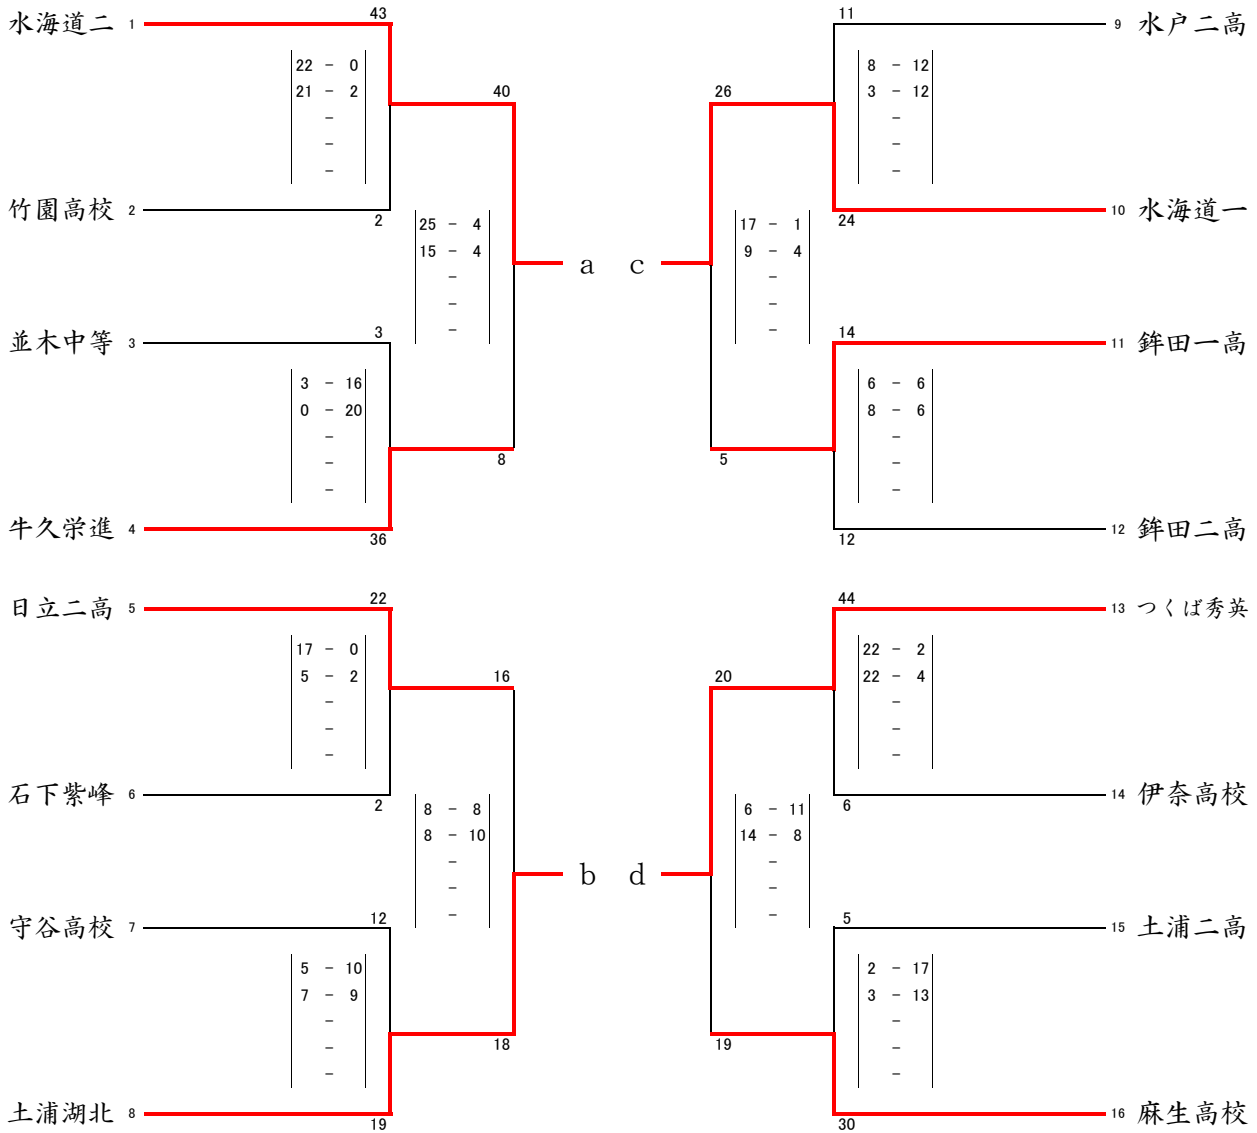 水海道二 1 43
22 - 0
21 - 2
-
-
-
竹園高校 2 2
40
25 - 4
15 - 4
-
-
-
a
並木中等 3 3
3 - 16
0 - 20
-
-
-
牛久栄進 4 36
8
日立二高 5 22
17 - 0
5 - 2
-
-
-
石下紫峰 6 2
16
8 - 8
8 - 10
-
-
-
b
守谷高校 7 12
5 - 10
7 - 9
-
-
-
土浦湖北 8 19
18
11 9 水戸二高
8 - 12
3 - 12
-
-
-
24 10 水海道一
26
17 - 1
9 - 4
-
-
-
c
14 11 鉾田一高
6 - 6
8 - 6
-
-
-
12 12 鉾田二高
5
44 13 つくば秀英
22 - 2
22 - 4
-
-
-
6 14 伊奈高校
20
6 - 11
14 - 8
-
-
-
d
5 15 土浦二高
2 - 17
3 - 13
-
-
-
30 16 麻生高校
19